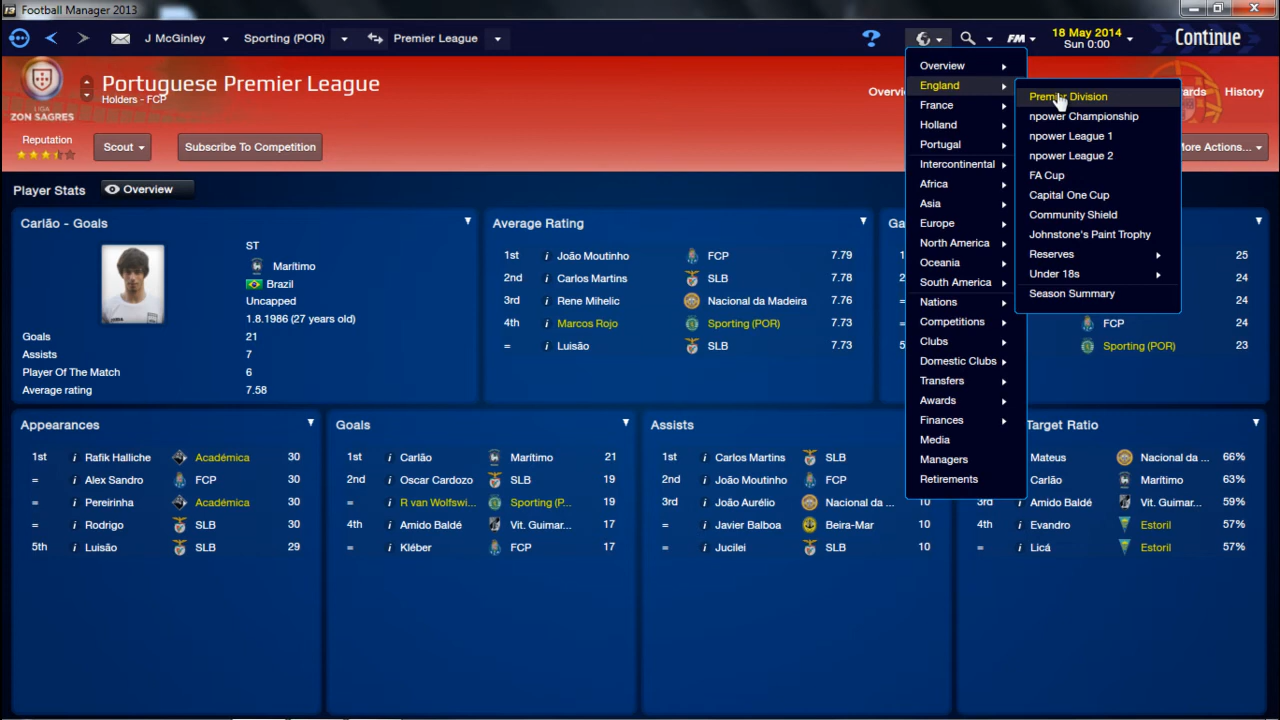 Football Manager 2013
J McGinley
Sporting (POR)
Premier League
?
FM
18 May 2014
Sun 0:00
Continue
Portuguese Premier League
Holders - FCP
LIGA
ZON SAGRES
Overvi
ards
History
Reputation
Scout
Subscribe To Competition
More Actions...
Player Stats
Overview
Overview
England
France
Holland
Portugal
Intercontinental
Africa
Asia
Europe
North America
Oceania
South America
Nations
Competitions
Clubs
Domestic Clubs
Transfers
Awards
Finances
Media
Managers
Retirements
Premier Division
npower Championship
npower League 1
npower League 2
FA Cup
Capital One Cup
Community Shield
Johnstone's Paint Trophy
Reserves
Under 18s
Season Summary
Carlão - Goals
ST
Marítimo
Brazil
Uncapped
1.8.1986 (27 years old)
Goals 21
Assists 7
Player Of The Match 6
Average rating 7.58
Average Rating
1st i João Moutinho FCP 7.79
2nd i Carlos Martins SLB 7.78
3rd i Rene Mihelic Nacional da Madeira 7.76
4th i Marcos Rojo Sporting (POR) 7.73
= i Luisão SLB 7.73
Ga
1 25
= 24
= 24
= FCP 24
5 Sporting (POR) 23
Appearances
1st i Rafik Halliche Académica 30
= i Alex Sandro FCP 30
= i Pereirinha Académica 30
= i Rodrigo SLB 30
5th i Luisão SLB 29
Goals
1st i Carlão Marítimo 21
2nd i Oscar Cardozo SLB 19
= i R van Wolfswi... Sporting (P... 19
4th i Amido Baldé Vit. Guimar... 17
= i Kléber FCP 17
Assists
1st i Carlos Martins SLB
2nd i João Moutinho FCP
3rd i João Aurélio Nacional da ... 10
= i Javier Balboa Beira-Mar 10
= i Jucilei SLB 10
Target Ratio
Mateus Nacional da ... 66%
Carlão Marítimo 63%
3rd i Amido Baldé Vit. Guimar... 59%
4th i Evandro Estoril 57%
= i Licá Estoril 57%